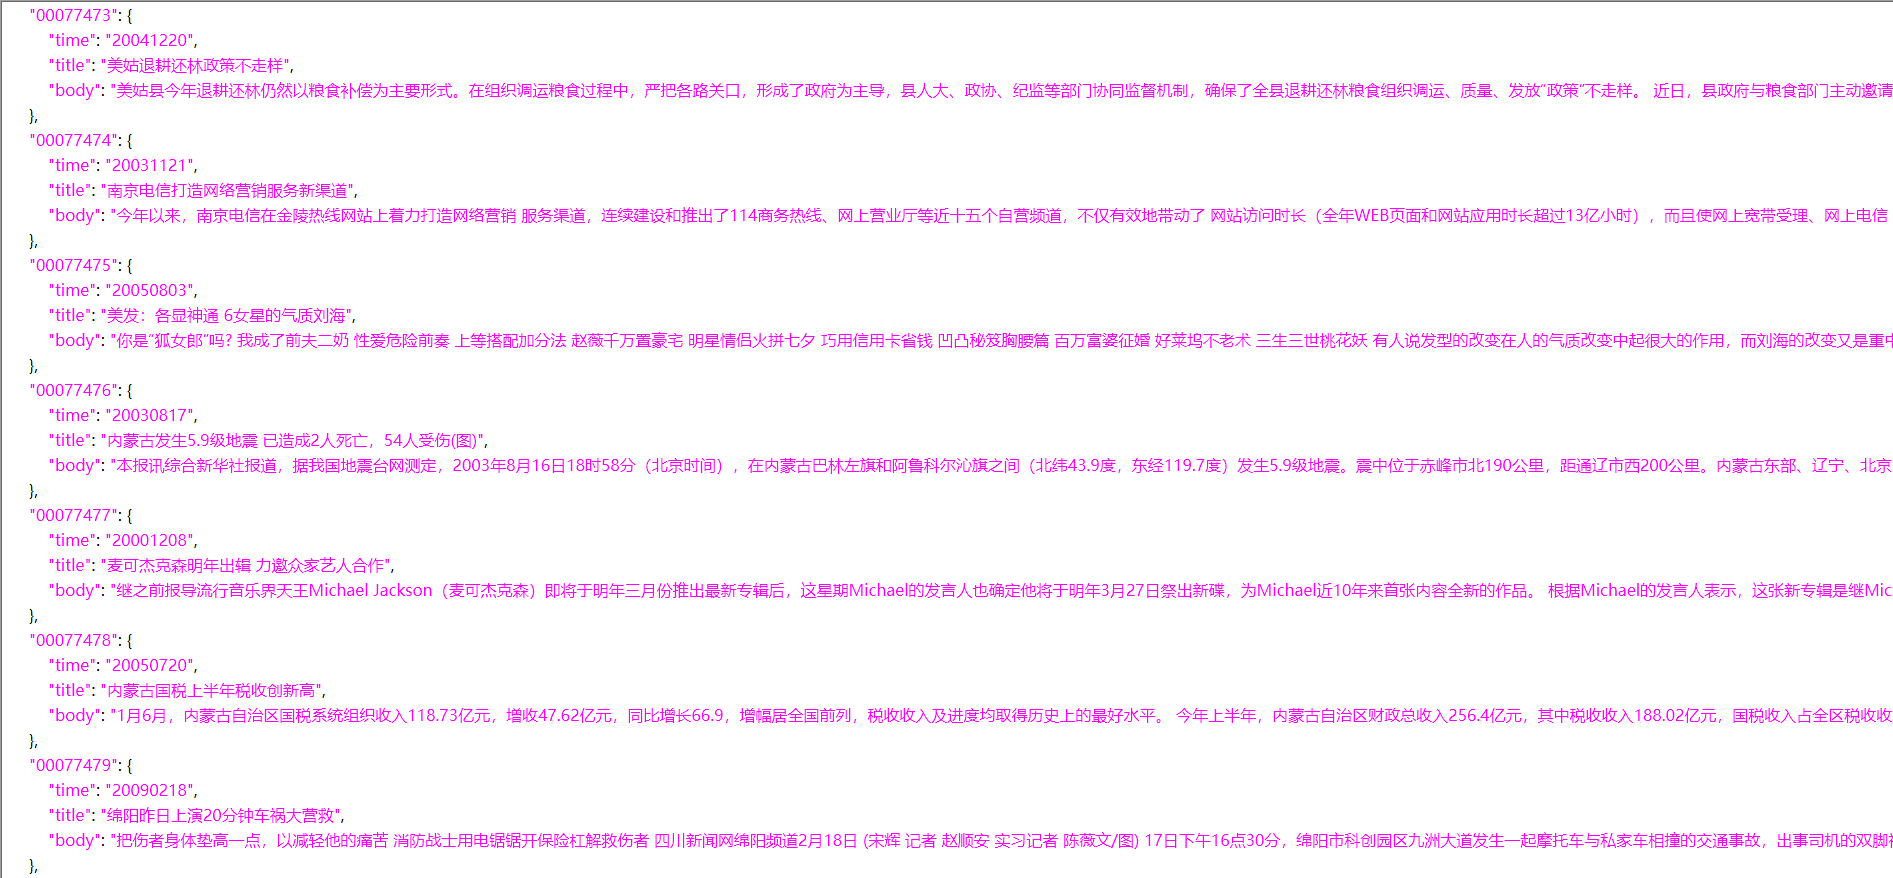 "00077473": {
"time": "20041220",
"title": "美姑退耕还林政策不走样",
"body": "美姑县今年退耕还林仍然以粮食补偿为主要形式。在组织调运粮食过程中，严把各路关口，形成了政府为主导，县人大、政协、纪监等部门协同监督机制，确保了全县退耕还林粮食组织调运、质量、发放“政策”不走样。 近日，县政府与粮食部门主动邀请
},
"00077474": {
"time": "20031121",
"title": "南京电信打造网络营销服务新渠道",
"body": "今年以来，南京电信在金陵热线网站上着力打造网络营销 服务渠道，连续建设和推出了114商务热线、网上营业厅等近十五个自营频道，不仅有效地带动了 网站访问时长（全年WEB页面和网站应用时长超过13亿小时），而且使网上宽带受理、网上电信
},
"00077475": {
"time": "20050803",
"title": "美发：各显神通 6女星的气质刘海",
"body": "你是“狐女郎”吗? 我成了前夫二奶 性爱危险前奏 上等搭配加分法 赵薇千万置豪宅 明星情侣火拼七夕 巧用信用卡省钱 凹凸秘笈胸腰篇 百万富婆征婚 好莱坞不老术 三生三世桃花妖 有人说发型的改变在人的气质改变中起很大的作用，而刘海的改变又是重中
},
"00077476": {
"time": "20030817",
"title": "内蒙古发生5.9级地震 已造成2人死亡，54人受伤(图)",
"body": "本报讯综合新华社报道，据我国地震台网测定，2003年8月16日18时58分（北京时间），在内蒙古巴林左旗和阿鲁科尔沁旗之间（北纬43.9度，东经119.7度）发生5.9级地震。震中位于赤峰市北190公里，距通辽市西200公里。内蒙古东部、辽宁、北京
},
"00077477": {
"time": "20001208",
"title": "麦可杰克森明年出辑 力邀众家艺人合作",
"body": "继之前报导流行音乐界天王Michael Jackson（麦可杰克森）即将于明年三月份推出最新专辑后，这星期Michael的发言人也确定他将于明年3月27日祭出新碟，为Michael近10年来首张内容全新的作品。 根据Michael的发言人表示，这张新专辑是继Mic
},
"00077478": {
"time": "20050720",
"title": "内蒙古国税上半年税收创新高",
"body": "1月6月，内蒙古自治区国税系统组织收入118.73亿元，增收47.62亿元，同比增长66.9，增幅居全国前列，税收收入及进度均取得历史上的最好水平。 今年上半年，内蒙古自治区财政总收入256.4亿元，其中税收收入188.02亿元，国税收入占全区税收收
},
"00077479": {
"time": "20090218",
"title": "绵阳昨日上演20分钟车祸大营救",
"body": "把伤者身体垫高一点，以减轻他的痛苦 消防战士用电锯锯开保险杠解救伤者 四川新闻网绵阳频道2月18日 (宋辉 记者 赵顺安 实习记者 陈薇文/图) 17日下午16点30分，绵阳市科创园区九洲大道发生一起摩托车与私家车相撞的交通事故，出事司机的双脚
},